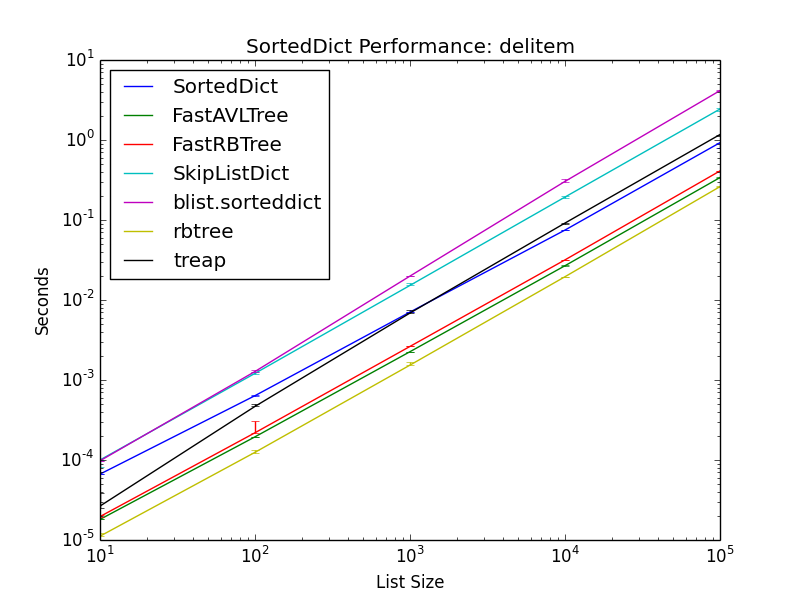 SortedDict Performance: delitem
10^1
10^0
10^-1
10^-2
10^-3
10^-4
10^-5
Seconds
SortedDict
FastAVLTree
FastRBTree
SkipListDict
blist.sorteddict
rbtree
treap
10^1 10^2 10^3 10^4 10^5
List Size